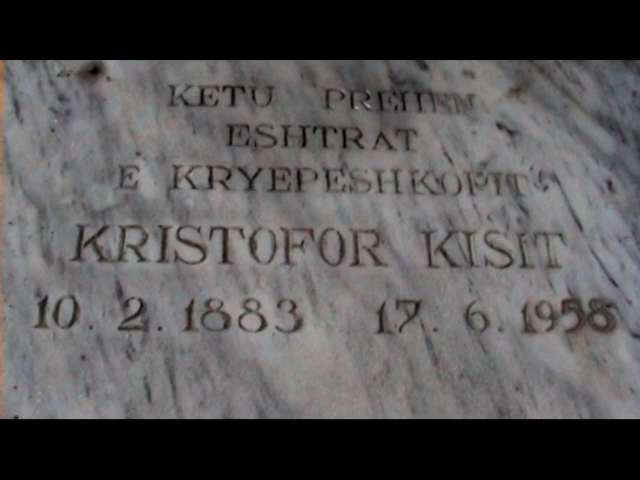 KETU PREHEN
ESHTRAT
E KRYEPESHKOPIT
KRISTOFOR KISIT
10. 2. 1883 17. 6. 1958